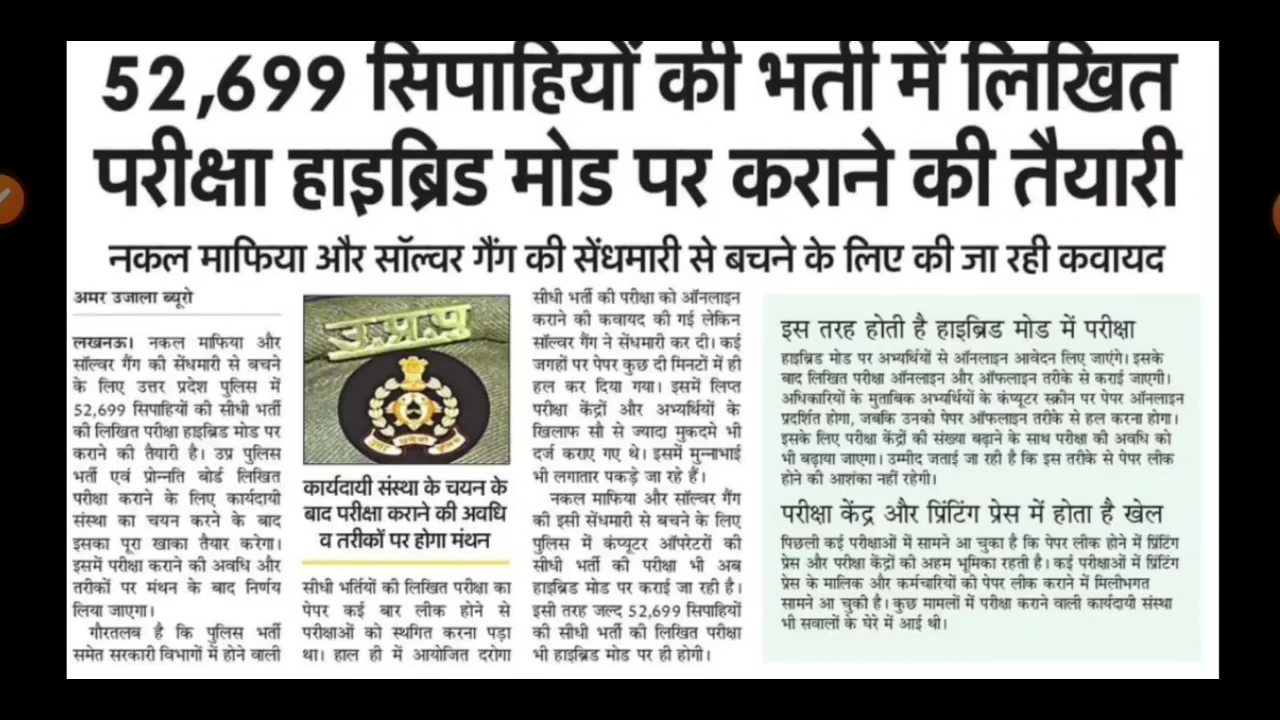 52,699 सिपाहियों की भर्ती में लिखित
परीक्षा हाइब्रिड मोड पर कराने की तैयारी
नकल माफिया और सॉल्वर गैंग की सेंधमारी से बचने के लिए की जा रही कवायद
अमर उजाला ब्यूरो
लखनऊ। नकल माफिया और
सॉल्वर गैंग की सेंधमारी से बचने
के लिए उत्तर प्रदेश पुलिस में
52,699 सिपाहियों की सीधी भर्ती
की लिखित परीक्षा हाइब्रिड मोड पर
कराने की तैयारी है। उप्र पुलिस
भर्ती एवं प्रोन्नति बोर्ड लिखित
परीक्षा कराने के लिए कार्यदायी
संस्था का चयन करने के बाद
इसका पूरा खाका तैयार करेगा।
इसमें परीक्षा कराने की अवधि और
तरीकों पर मंथन के बाद निर्णय
लिया जाएगा।
गौरतलब है कि पुलिस भर्ती
समेत सरकारी विभागों में होने वाली
उ.प्र.पु
कार्यदायी संस्था के चयन के
बाद परीक्षा कराने की अवधि
व तरीकों पर होगा मंथन
सीधी भर्तियों की लिखित परीक्षा का
पेपर कई बार लीक होने से
परीक्षाओं को स्थगित करना पड़ा
था। हाल ही में आयोजित दरोगा
सीधी भर्ती की परीक्षा को ऑनलाइन
कराने की कवायद की गई लेकिन
सॉल्वर गैंग ने सेंधमारी कर दी। कई
जगहों पर पेपर कुछ दी मिनटों में ही
हल कर दिया गया। इसमें लिप्त
परीक्षा केंद्रों और अभ्यर्थियों के
खिलाफ सौ से ज्यादा मुकदमे भी
दर्ज कराए गए थे। इसमें मुन्नाभाई
भी लगातार पकड़े जा रहे हैं।
नकल माफिया और सॉल्वर गैंग
की इसी सेंधमारी से बचने के लिए
पुलिस में कंप्यूटर ऑपरेटरों की
सीधी भर्ती की परीक्षा भी अब
हाइब्रिड मोड पर कराई जा रही है।
इसी तरह जल्द 52,699 सिपाहियों
की सीधी भर्ती की लिखित परीक्षा
भी हाइब्रिड मोड पर ही होगी।
इस तरह होती है हाइब्रिड मोड में परीक्षा
हाइब्रिड मोड पर अभ्यर्थियों से ऑनलाइन आवेदन लिए जाएंगे। इसके
बाद लिखित परीक्षा ऑनलाइन और ऑफलाइन तरीके से कराई जाएगी।
अधिकारियों के मुताबिक अभ्यर्थियों के कंप्यूटर स्क्रीन पर पेपर ऑनलाइन
प्रदर्शित होगा, जबकि उनको पेपर ऑफलाइन तरीके से हल करना होगा।
इसके लिए परीक्षा केंद्रों की संख्या बढ़ाने के साथ परीक्षा की अवधि को
भी बढ़ाया जाएगा। उम्मीद जताई जा रही है कि इस तरीके से पेपर लीक
होने की आशंका नहीं रहेगी।
परीक्षा केंद्र और प्रिंटिंग प्रेस में होता है खेल
पिछली कई परीक्षाओं में सामने आ चुका है कि पेपर लीक होने में प्रिंटिंग
प्रेस और परीक्षा केंद्रों की अहम भूमिका रहती है। कई परीक्षाओं में प्रिंटिंग
प्रेस के मालिक और कर्मचारियों की पेपर लीक कराने में मिलीभगत
सामने आ चुकी है। कुछ मामलों में परीक्षा कराने वाली कार्यदायी संस्था
भी सवालों के घेरे में आई थी।